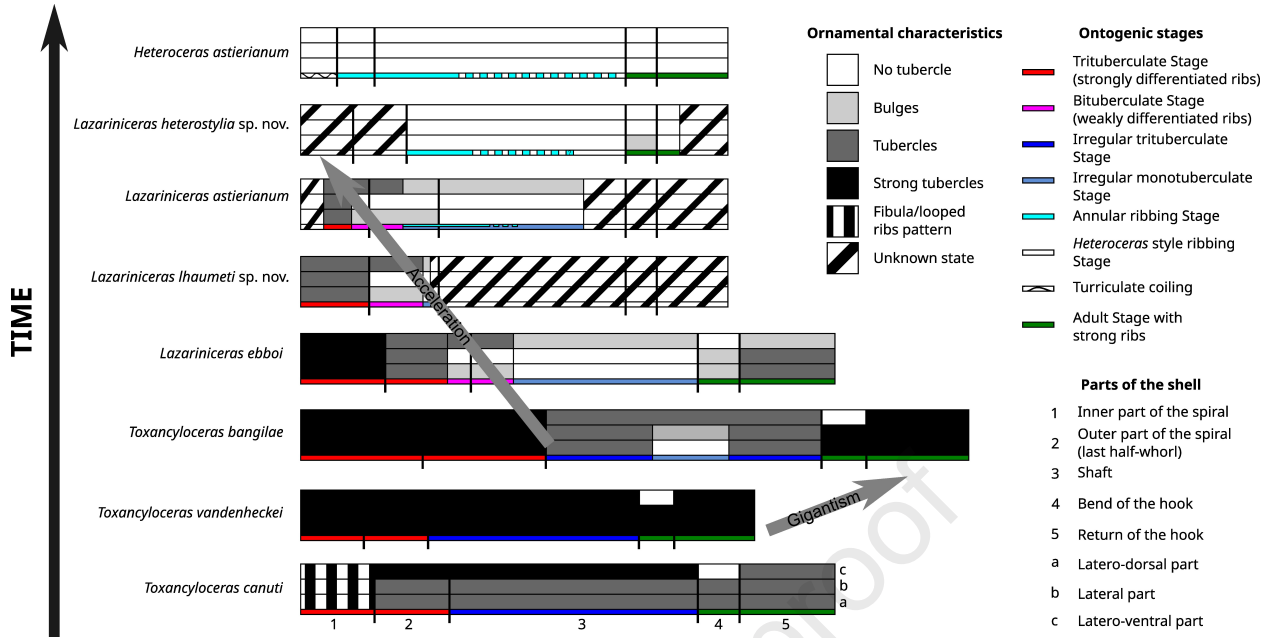 TIME
Heteroceras astierianum
Lazariniceras heterostylia sp. nov.
Lazariniceras astierianum
Lazariniceras lhaumeti sp. nov.
Lazariniceras ebboi
Toxancyloceras bangilae
Toxancyloceras vandenheckei
Toxancyloceras canuti
Acceleration
Gigantism
c
b
a
1 2 3 4 5
Ornamental characteristics
No tubercle
Bulges
Tubercles
Strong tubercles
Fibula/looped
ribs pattern
Unknown state
Ontogenic stages
Trituberculate Stage
(strongly differentiated ribs)
Bituberculate Stage
(weakly differentiated ribs)
Irregular trituberculate
Stage
Irregular monotuberculate
Stage
Annular ribbing Stage
Heteroceras style ribbing
Stage
Turriculate coiling
Adult Stage with
strong ribs
Parts of the shell
1 Inner part of the spiral
2 Outer part of the spiral
(last half-whorl)
3 Shaft
4 Bend of the hook
5 Return of the hook
a Latero-dorsal part
b Lateral part
c Latero-ventral part
proof